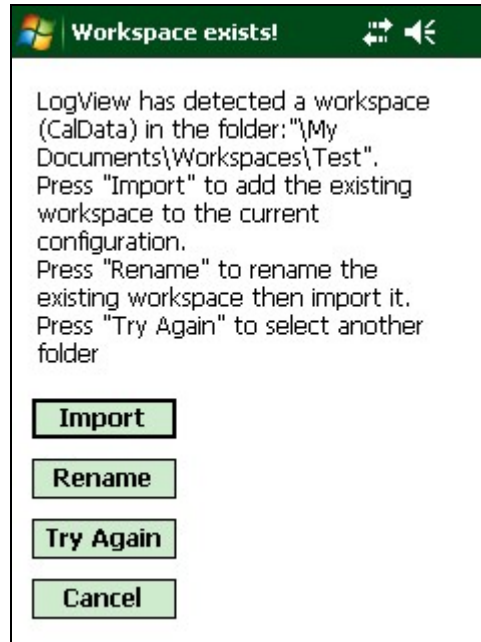 Workspace exists!
LogView has detected a workspace
(CalData) in the folder:"\My
Documents\Workspaces\Test".
Press "Import" to add the existing
workspace to the current
configuration.
Press "Rename" to rename the
existing workspace then import it.
Press "Try Again" to select another
folder
Import
Rename
Try Again
Cancel